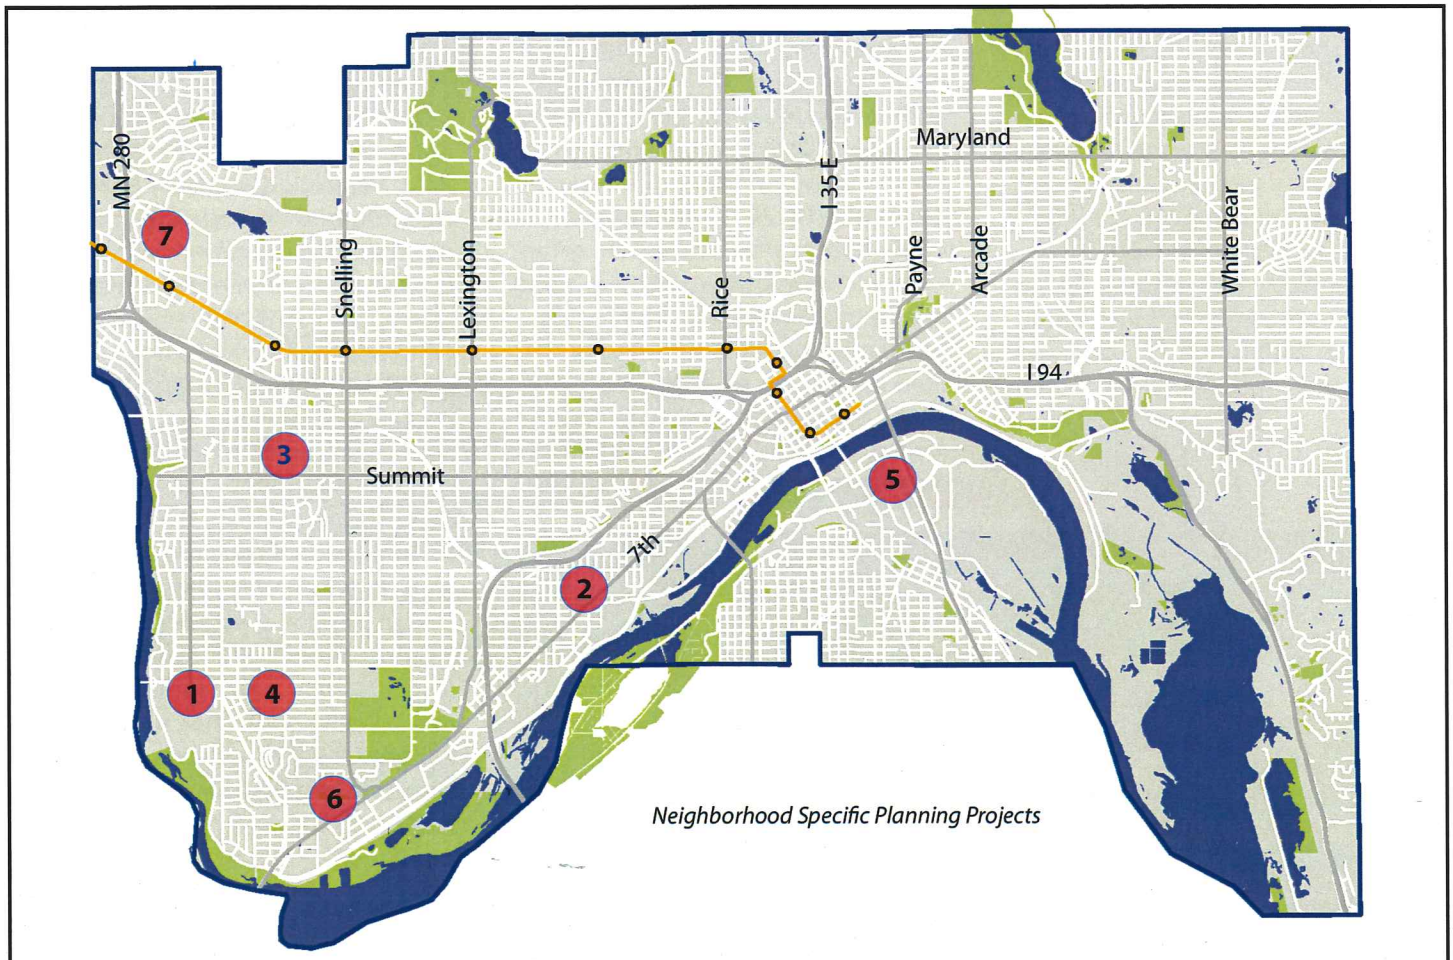 Maryland
MN 280
I 35 E
7
Snelling
Lexington
Rice
Payne
Arcade
White Bear
I 94
3
Summit
5
7th
2
1
4
6
Neighborhood Specific Planning Projects